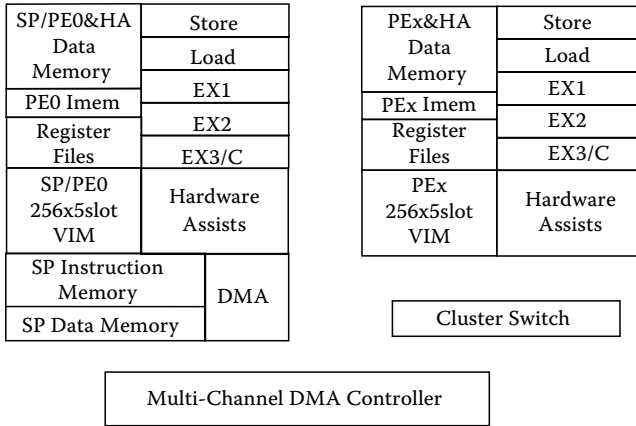 SP/PE0&HA
Data
Memory
PE0 Imem
Register
Files
SP/PE0
256x5slot
VIM
Store
Load
EX1
EX2
EX3/C
Hardware
Assists
SP Instruction
Memory
SP Data Memory
DMA
PEx&HA
Data
Memory
PEx Imem
Register
Files
PEx
256x5slot
VIM
Store
Load
EX1
EX2
EX3/C
Hardware
Assists
Cluster Switch
Multi-Channel DMA Controller